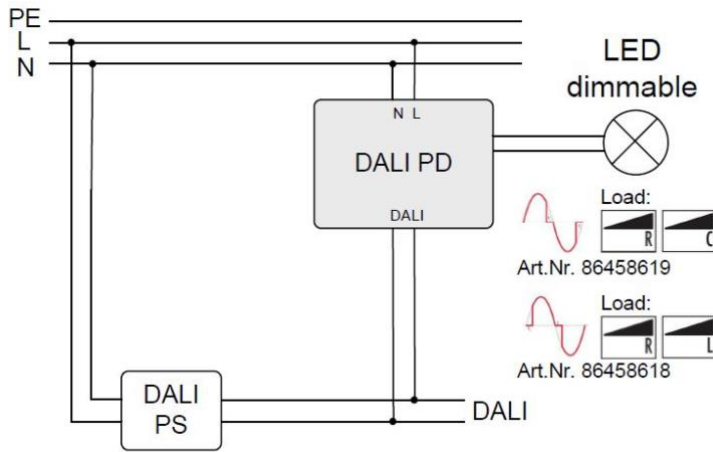 PE
L
N
LED
dimmable
N L
DALI PD
DALI
Load:
R
C
Art.Nr. 86458619
Load:
R
L
Art.Nr. 86458618
DALI
PS
DALI